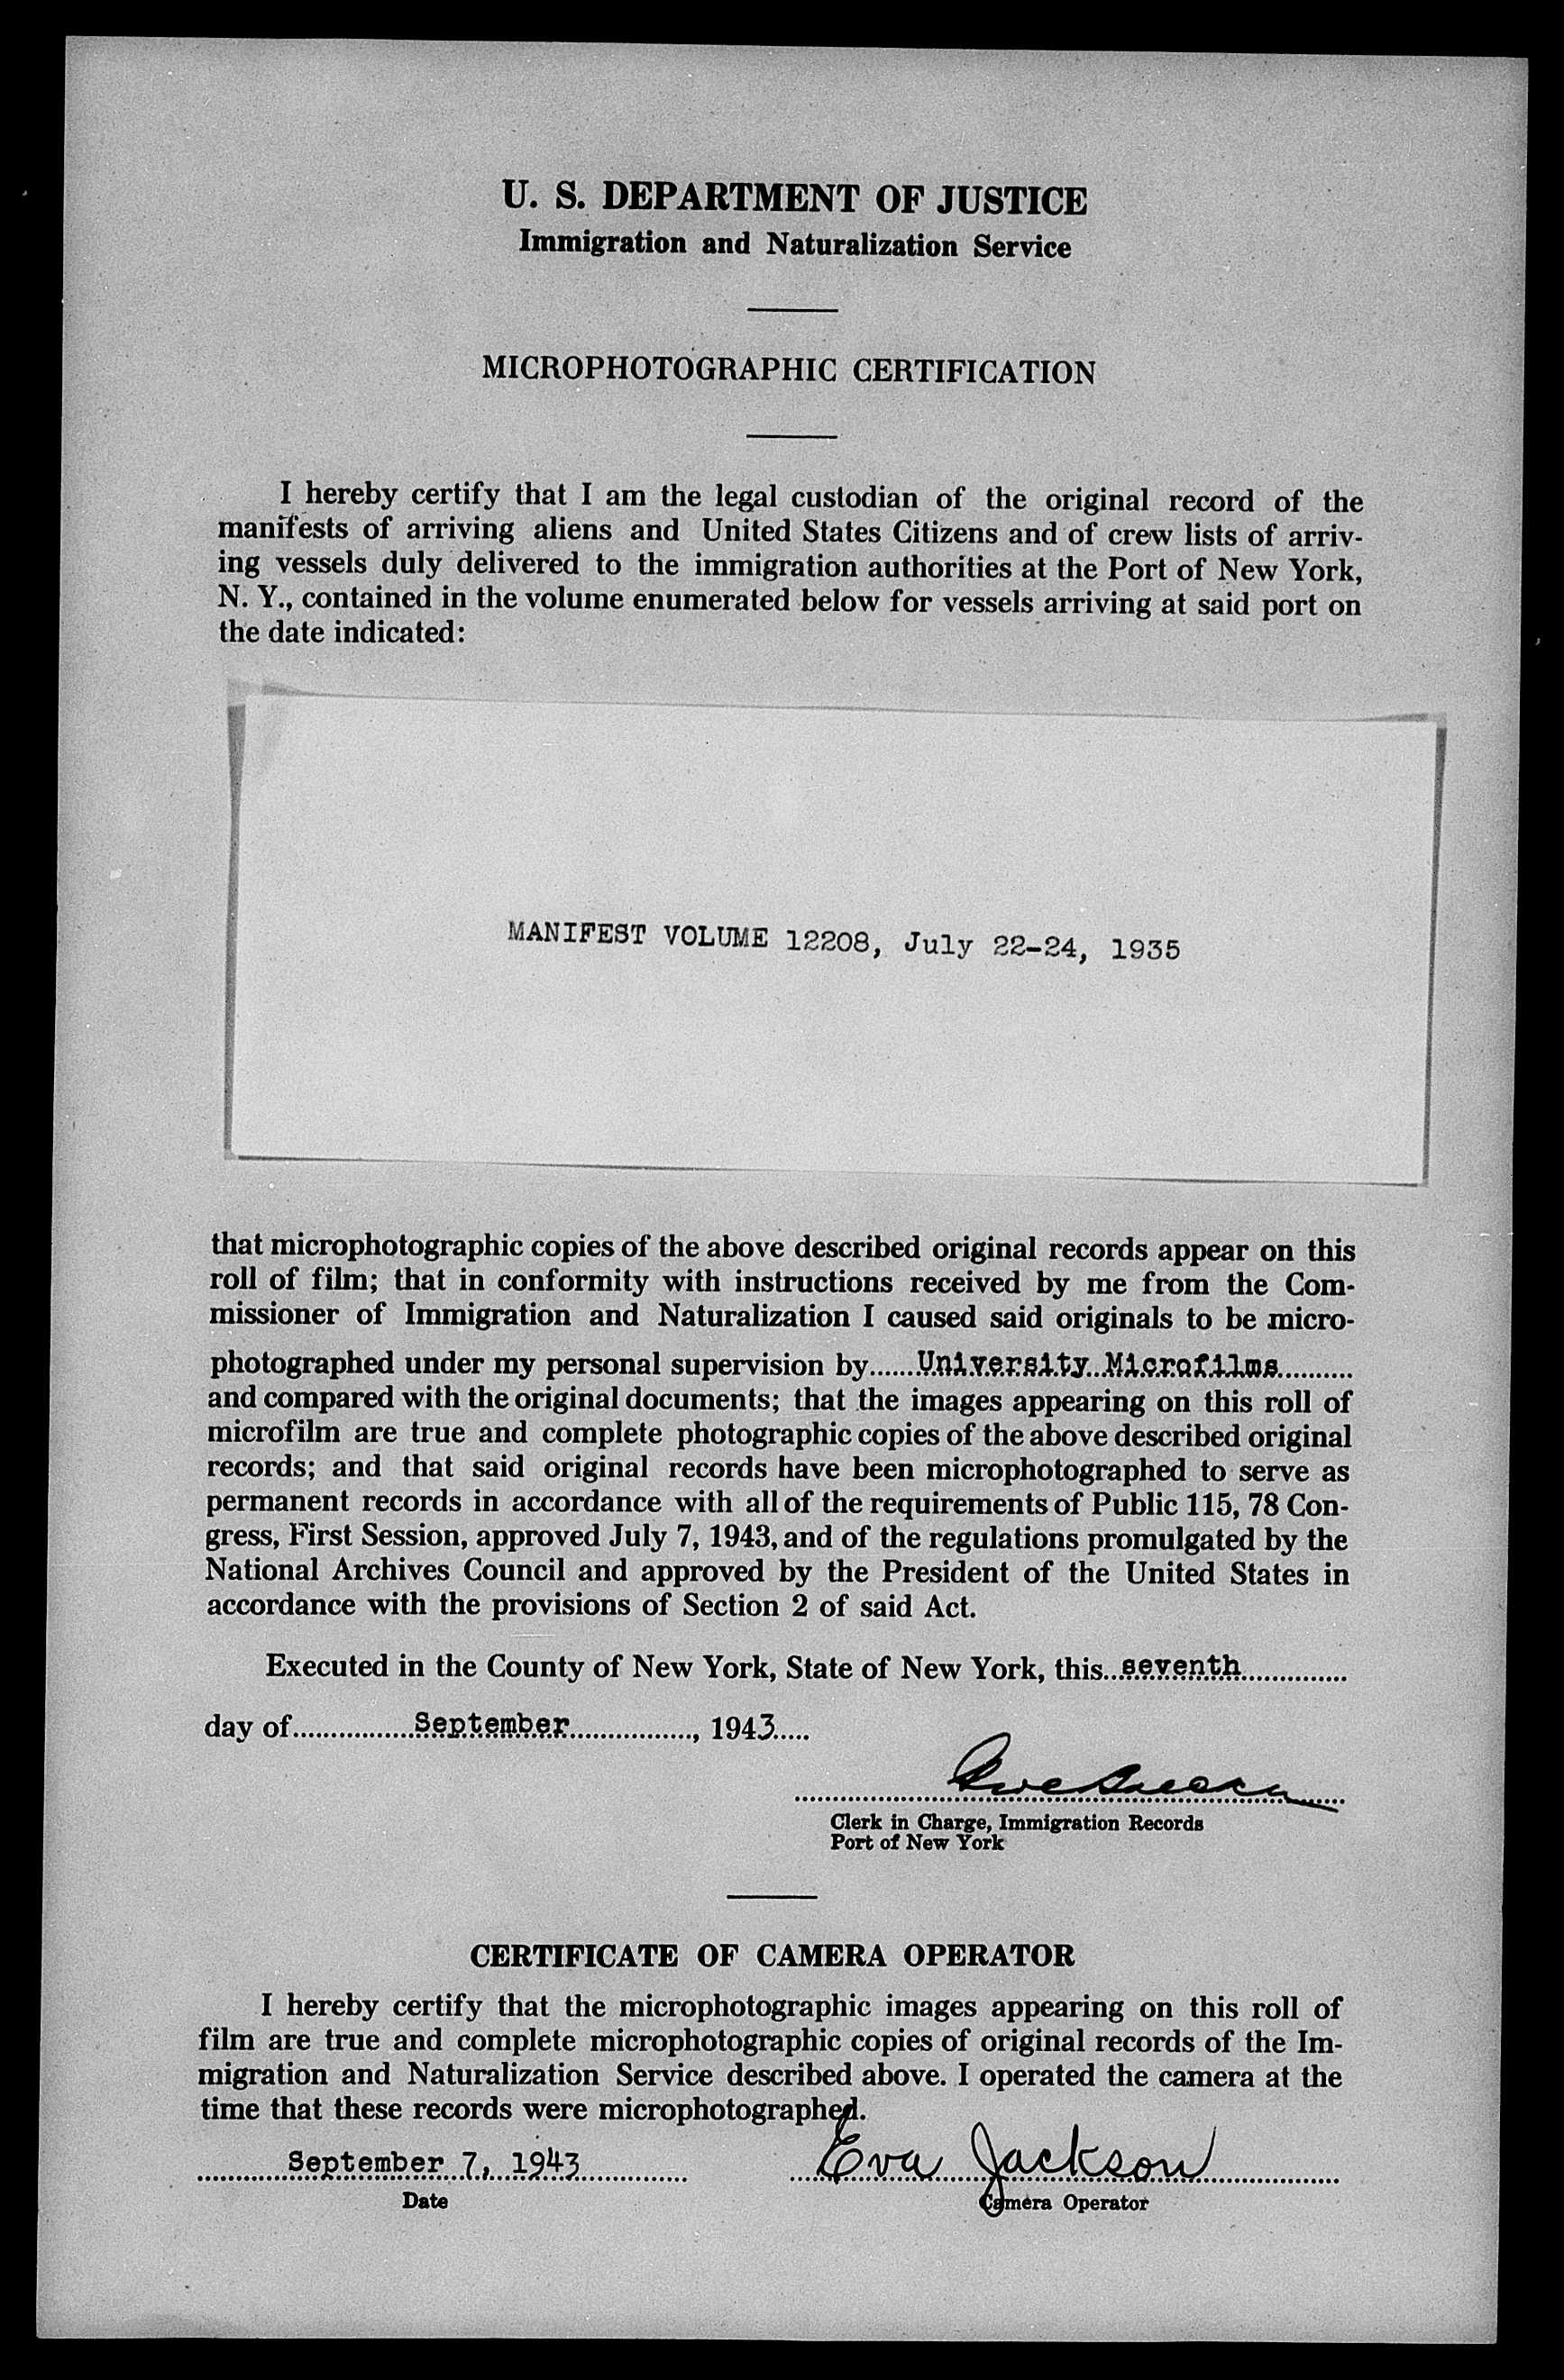 U. S. DEPARTMENT OF JUSTICE
Immigration and Naturalization Service
MICROPHOTOGRAPHIC CERTIFICATION
I hereby certify that I am the legal custodian of the original record of the
manifests of arriving aliens and United States Citizens and of crew lists of arriv-
ing vessels duly delivered to the immigration authorities at the Port of New York,
N. Y., contained in the volume enumerated below for vessels arriving at said port on
the date indicated:
MANIFEST VOLUME 12208, July 22-24, 1935
that microphotographic copies of the above described original records appear on this
roll of film; that in conformity with instructions received by me from the Com-
missioner of Immigration and Naturalization I caused said originals to be micro-
photographed under my personal supervision by......University Microfilms..........
and compared with the original documents; that the images appearing on this roll of
microfilm are true and complete photographic copies of the above described original
records; and that said original records have been microphotographed to serve as
permanent records in accordance with all of the requirements of Public 115, 78 Con-
gress, First Session, approved July 7, 1943, and of the regulations promulgated by the
National Archives Council and approved by the President of the United States in
accordance with the provisions of Section 2 of said Act.
Executed in the County of New York, State of New York, this..seventh..............
day of................September................, 1943.....
Clerk in Charge, Immigration Records
Port of New York
CERTIFICATE OF CAMERA OPERATOR
I hereby certify that the microphotographic images appearing on this roll of
film are true and complete microphotographic copies of original records of the Im-
migration and Naturalization Service described above. I operated the camera at the
time that these records were microphotographed.
September 7, 1943 Eva Jackson
Date Camera Operator